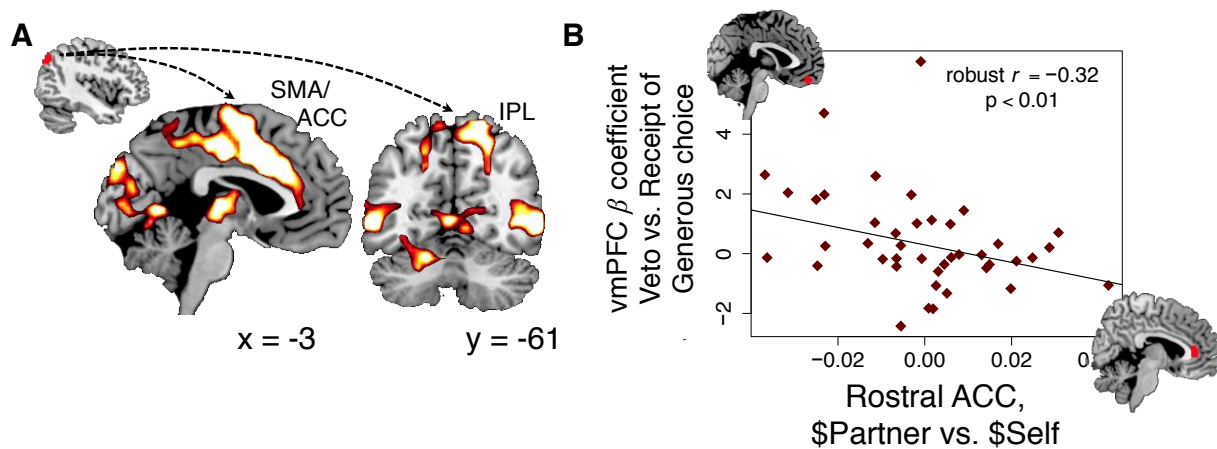 A
SMA/
ACC
IPL
x = -3
y = -61
B
vmPFC β coefficient
Veto vs. Receipt of
Generous choice
robust r = −0.32
p < 0.01
4
2
0
−2
−0.02
0.00
0.02
Rostral ACC,
$Partner vs. $Self